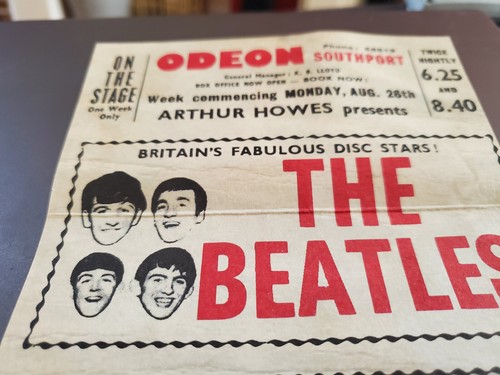 ON
THE
STAGE
One Week
Only
ODEON
SOUTHPORT
Phone:
TWICE
NIGHTLY
6.25
AND
8.40
General Manager: K. B. LLOYD
BOX OFFICE NOW OPEN — BOOK NOW!
Week commencing MONDAY, AUG. 26th
ARTHUR HOWES presents
BRITAIN'S FABULOUS DISC STARS!
THE
BEATLES